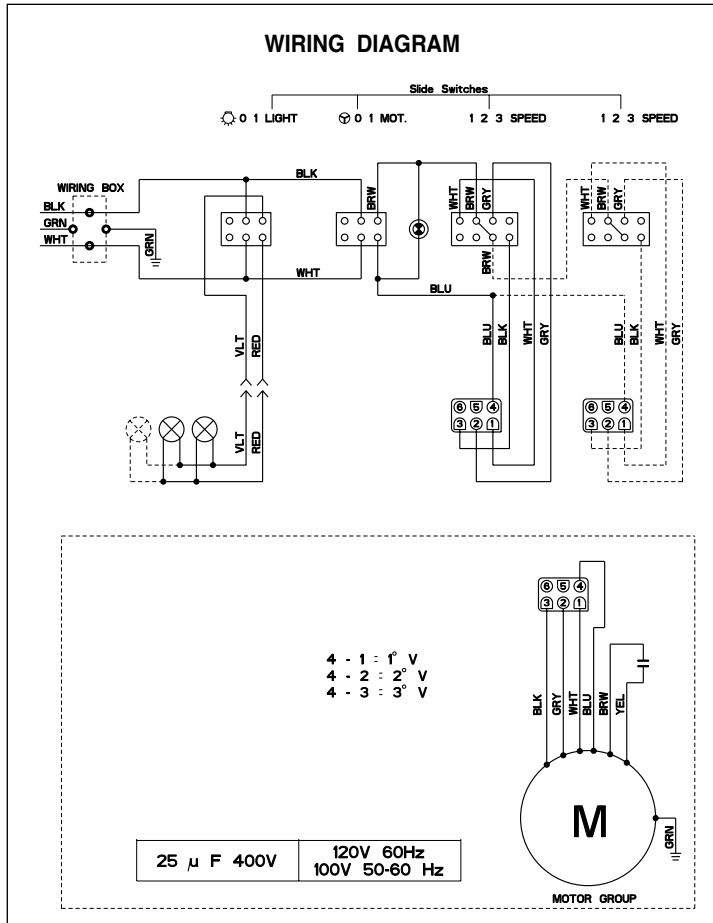 WIRING DIAGRAM
Slide Switches
0 1 LIGHT
0 1 MOT.
1 2 3 SPEED
1 2 3 SPEED
WIRING BOX
BLK
GRN
WHT
GRN
BLK
WHT
BRW
WHT
BRW
GRY
BRW
WHT
BRW
GRY
BLU
VLT
RED
BLU
BLK
WHT
GRY
BLU
BLK
WHT
GRY
VLT
RED
6 5 4
3 2 1
6 5 4
3 2 1
6 5 4
3 2 1
4 - 1 = 1° V
4 - 2 = 2° V
4 - 3 = 3° V
BLK
GRY
WHT
BLU
BRW
YEL
M
GRN
25 μ F 400V
120V 60Hz
100V 50-60 Hz
MOTOR GROUP